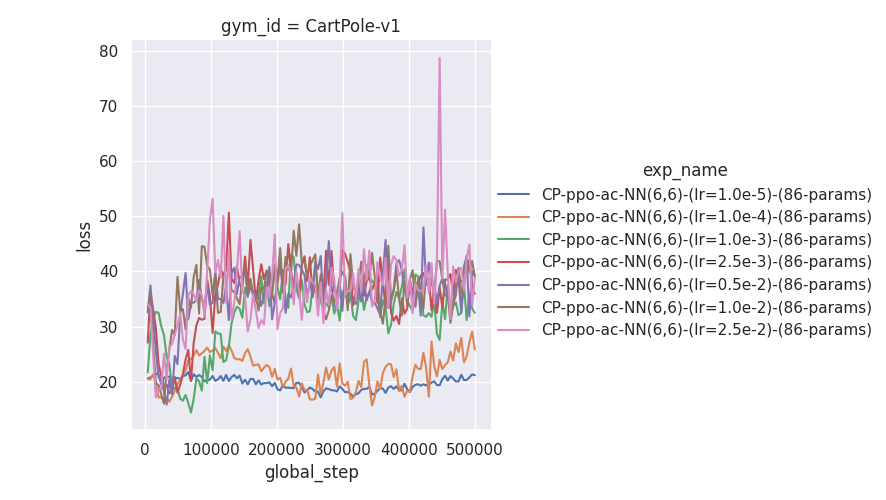 gym_id = CartPole-v1
80
70
60
50
40
30
20
loss
0 100000 200000 300000 400000 500000
global_step
exp_name
CP-ppo-ac-NN(6,6)-(lr=1.0e-5)-(86-params)
CP-ppo-ac-NN(6,6)-(lr=1.0e-4)-(86-params)
CP-ppo-ac-NN(6,6)-(lr=1.0e-3)-(86-params)
CP-ppo-ac-NN(6,6)-(lr=2.5e-3)-(86-params)
CP-ppo-ac-NN(6,6)-(lr=0.5e-2)-(86-params)
CP-ppo-ac-NN(6,6)-(lr=1.0e-2)-(86-params)
CP-ppo-ac-NN(6,6)-(lr=2.5e-2)-(86-params)